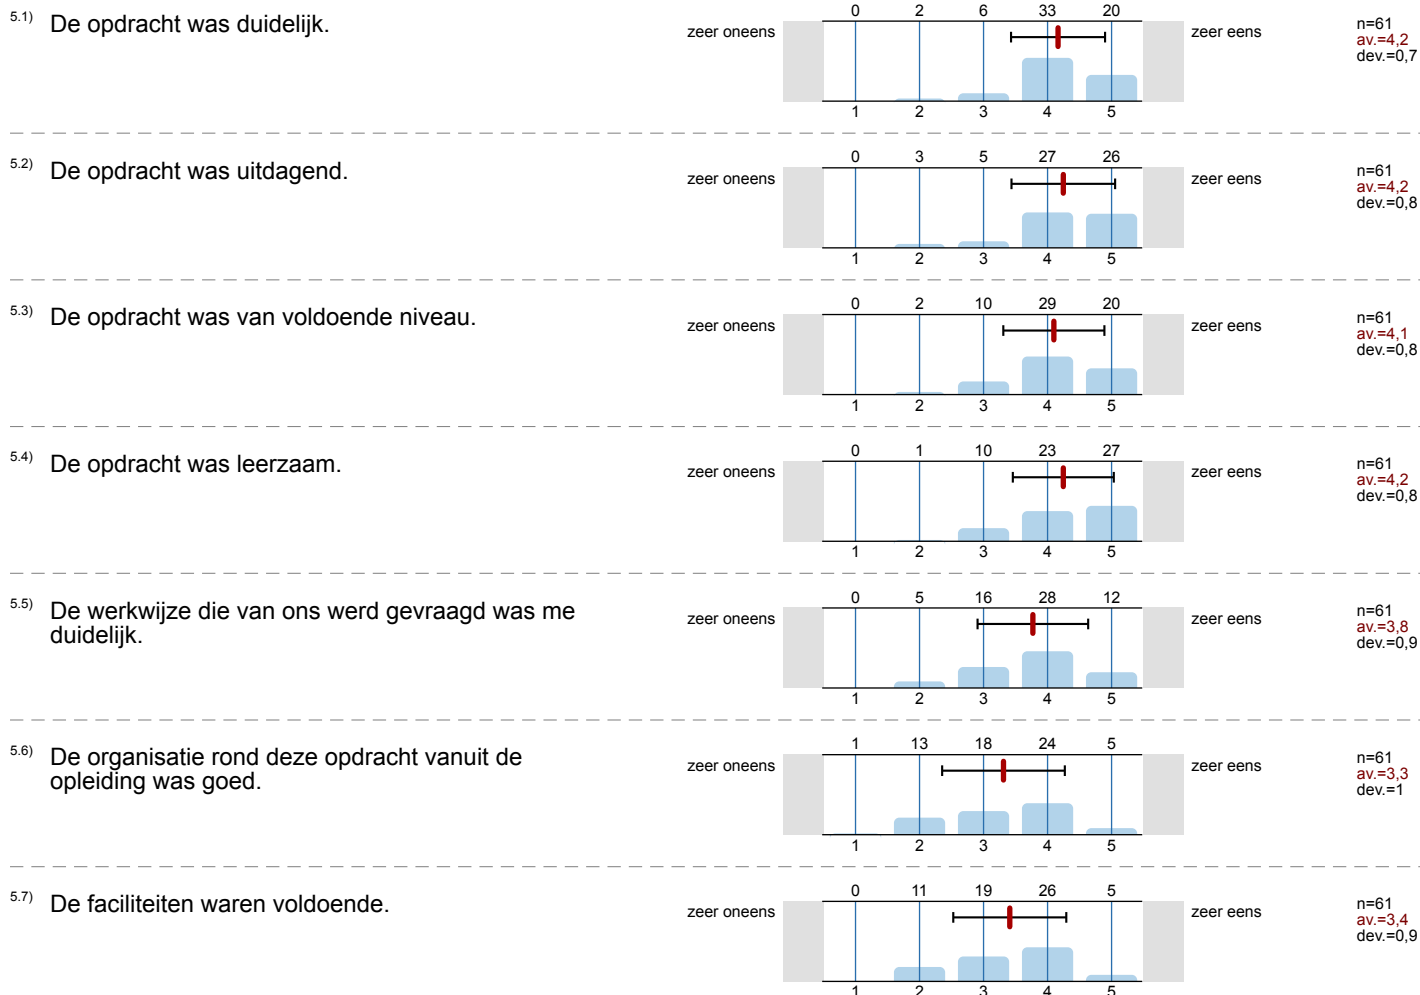 5.1) De opdracht was duidelijk.
0 2 6 33 20
zeer oneens zeer eens
n=61
av.=4,2
dev.=0,7
1 2 3 4 5
5.2) De opdracht was uitdagend.
0 3 5 27 26
zeer oneens zeer eens
n=61
av.=4,2
dev.=0,8
1 2 3 4 5
5.3) De opdracht was van voldoende niveau.
0 2 10 29 20
zeer oneens zeer eens
n=61
av.=4,1
dev.=0,8
1 2 3 4 5
5.4) De opdracht was leerzaam.
0 1 10 23 27
zeer oneens zeer eens
n=61
av.=4,2
dev.=0,8
1 2 3 4 5
5.5) De werkwijze die van ons werd gevraagd was me
duidelijk.
0 5 16 28 12
zeer oneens zeer eens
n=61
av.=3,8
dev.=0,9
1 2 3 4 5
5.6) De organisatie rond deze opdracht vanuit de
opleiding was goed.
1 13 18 24 5
zeer oneens zeer eens
n=61
av.=3,3
dev.=1
1 2 3 4 5
5.7) De faciliteiten waren voldoende.
0 11 19 26 5
zeer oneens zeer eens
n=61
av.=3,4
dev.=0,9
1 2 3 4 5